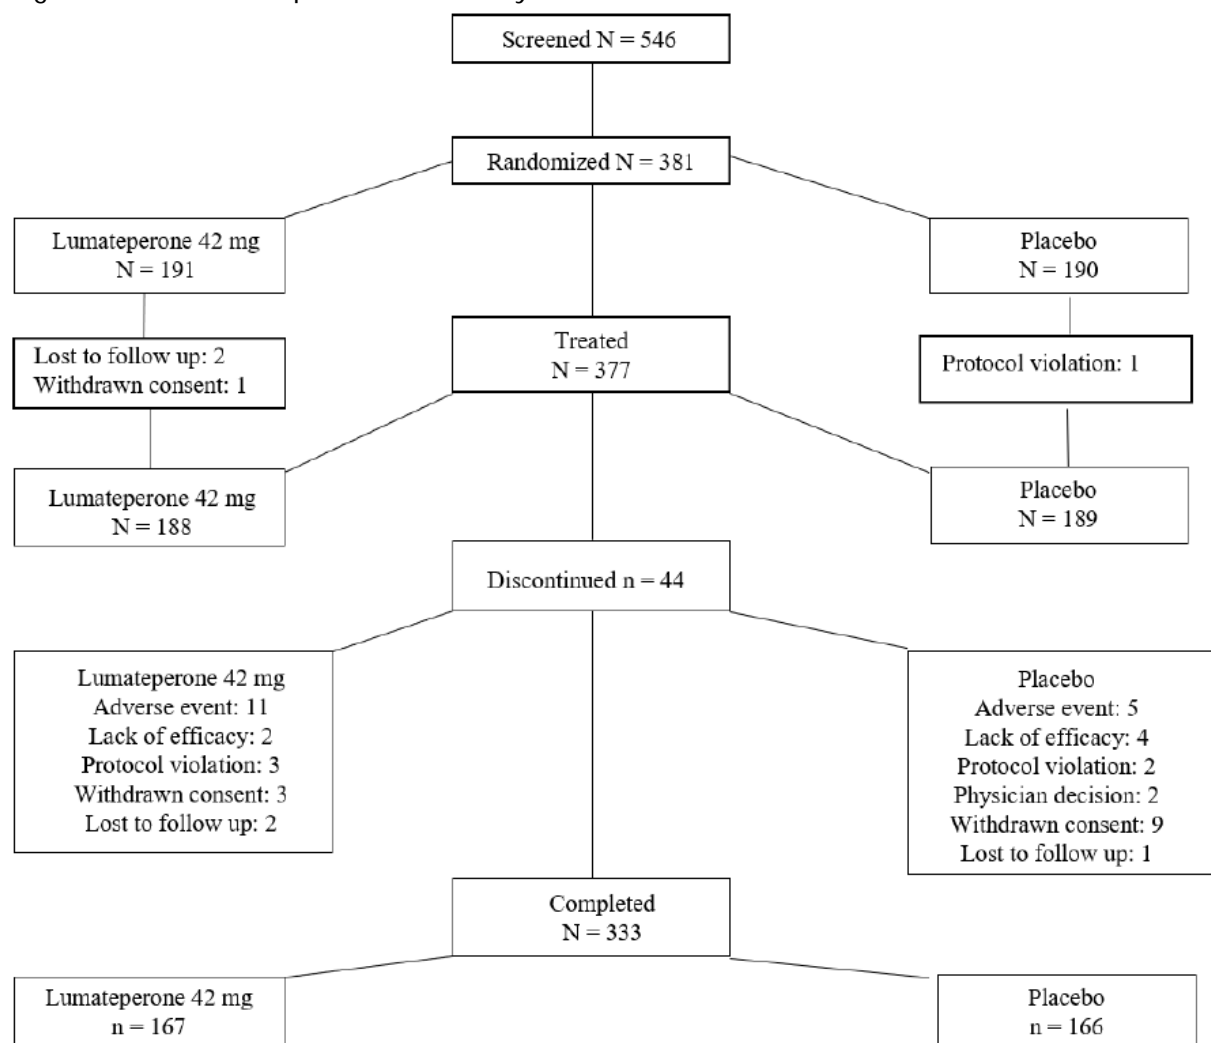 Screened N = 546
Randomized N = 381
Lumateperone 42 mg
N = 191
Placebo
N = 190
Lost to follow up: 2
Withdrawn consent: 1
Treated
N = 377
Protocol violation: 1
Lumateperone 42 mg
N = 188
Placebo
N = 189
Discontinued n = 44
Lumateperone 42 mg
Adverse event: 11
Lack of efficacy: 2
Protocol violation: 3
Withdrawn consent: 3
Lost to follow up: 2
Placebo
Adverse event: 5
Lack of efficacy: 4
Protocol violation: 2
Physician decision: 2
Withdrawn consent: 9
Lost to follow up: 1
Completed
N = 333
Lumateperone 42 mg
n = 167
Placebo
n = 166